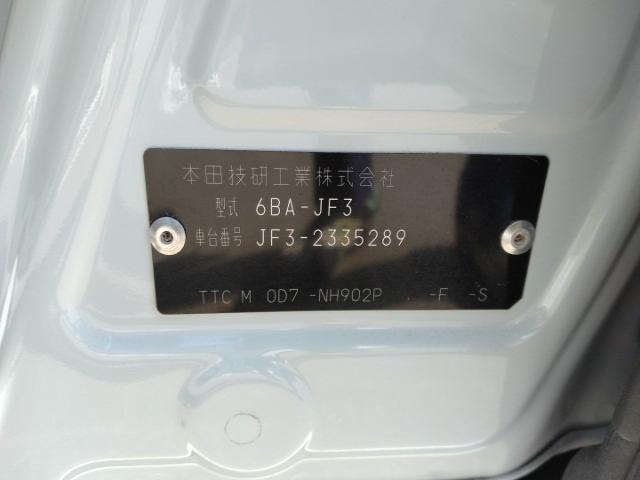 本田技研工業株式会社
型式 6BA-JF3
車台番号 JF3-2335289
TTC M 0D7 -NH902P . -F -S